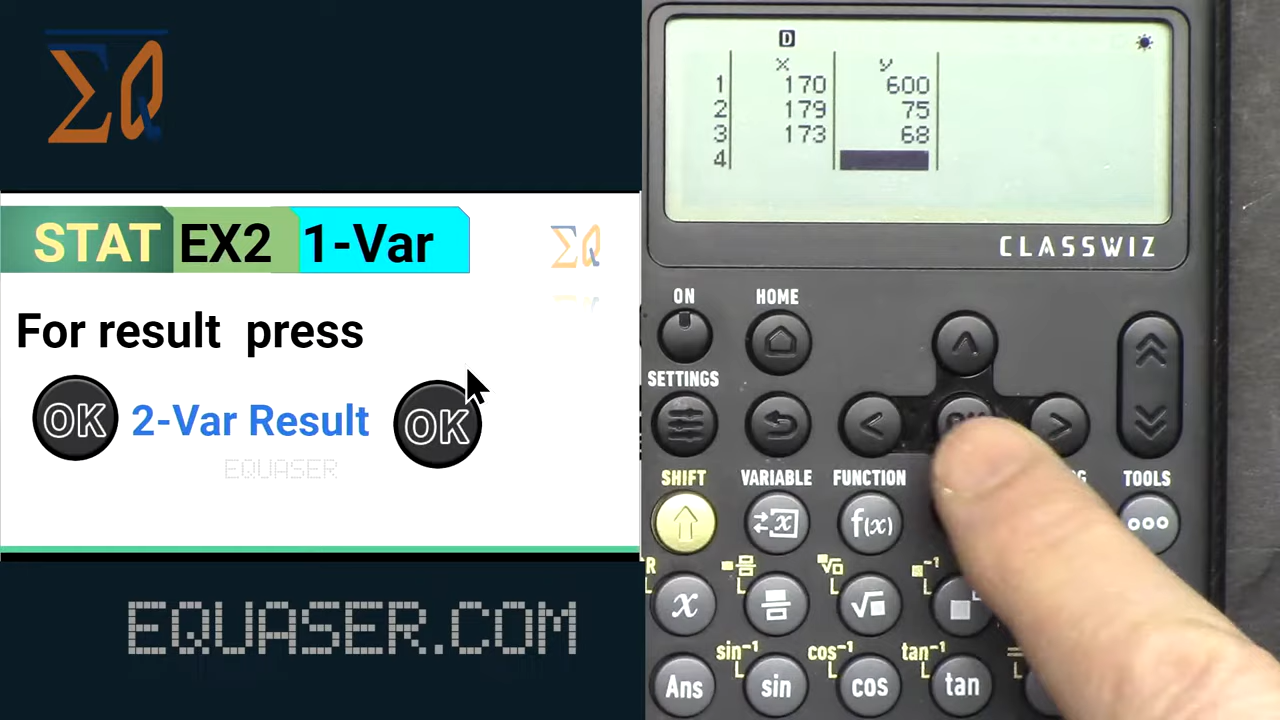 ΣQ
STAT EX2 1-Var
ΣQ
For result press
OK 2-Var Result OK
EQUASER
EQUASER.COM
D
x y
1 170 600
2 179 75
3 173 68
4
CLASSWIZ
ON HOME
SETTINGS
SHIFT VARIABLE FUNCTION TOOLS
x f(x)
x √
sin⁻¹ cos⁻¹ tan⁻¹
Ans sin cos tan